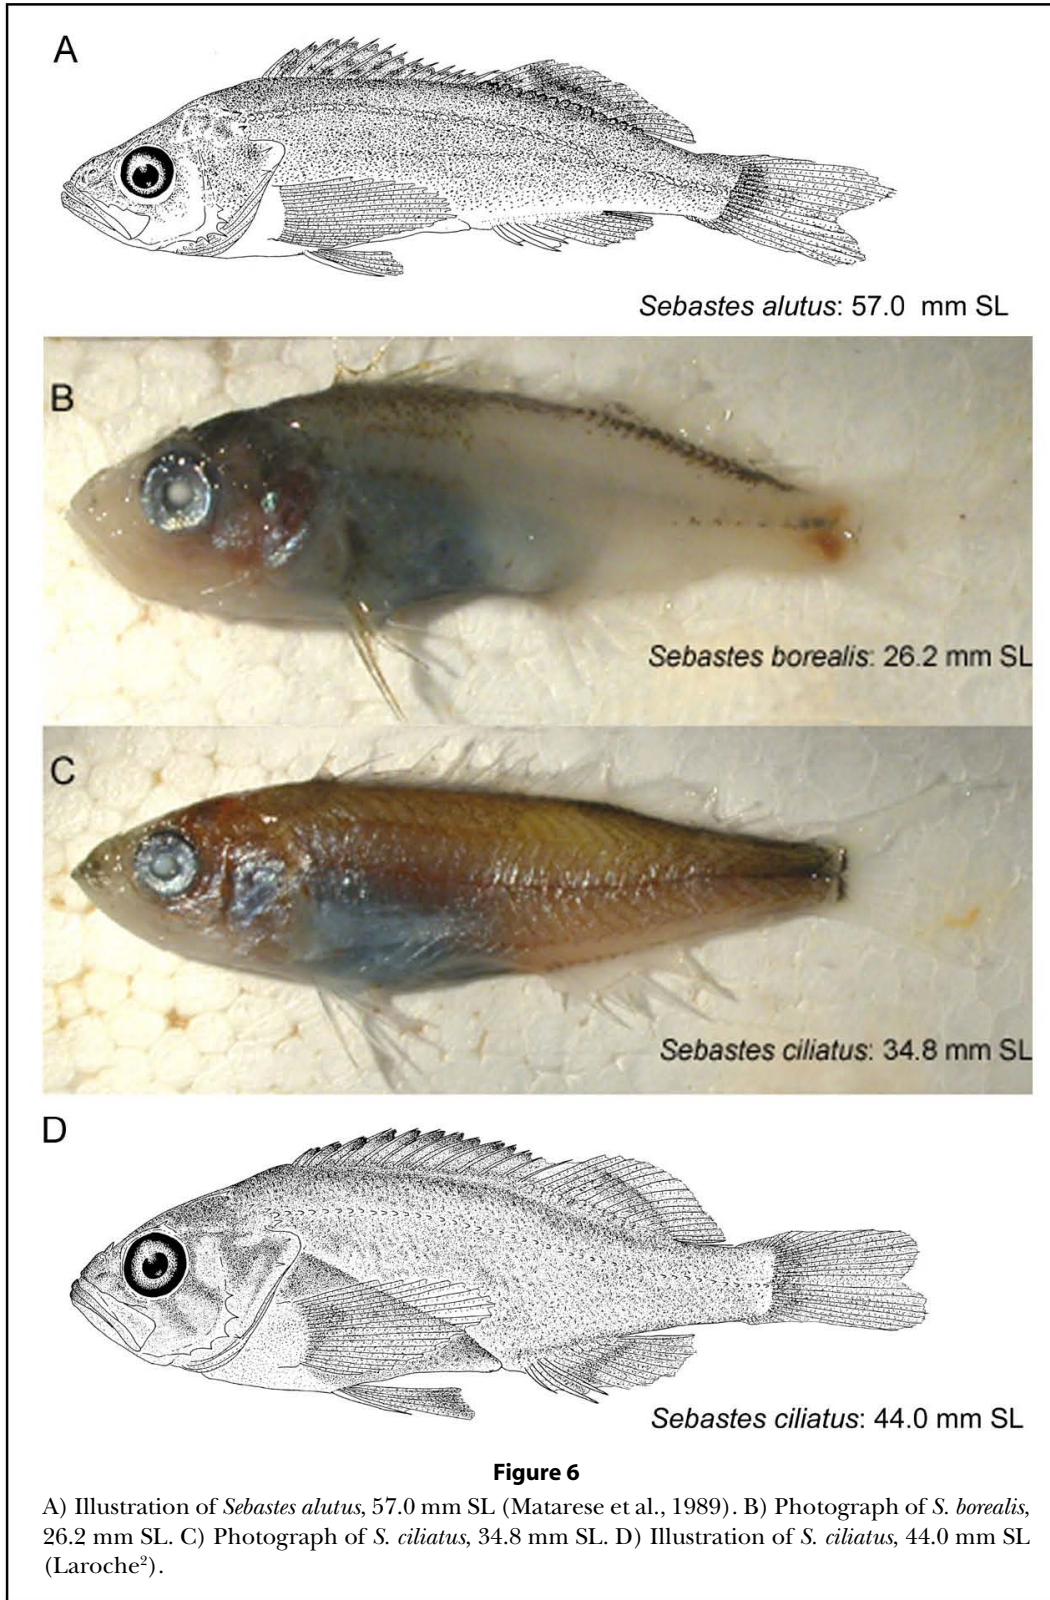 A
Sebastes alutus: 57.0 mm SL
B
Sebastes borealis: 26.2 mm SL
C
Sebastes ciliatus: 34.8 mm SL
D
Sebastes ciliatus: 44.0 mm SL
Figure 6
A) Illustration of Sebastes alutus, 57.0 mm SL (Matarese et al., 1989). B) Photograph of S. borealis,
26.2 mm SL. C) Photograph of S. ciliatus, 34.8 mm SL. D) Illustration of S. ciliatus, 44.0 mm SL
(Laroche²).